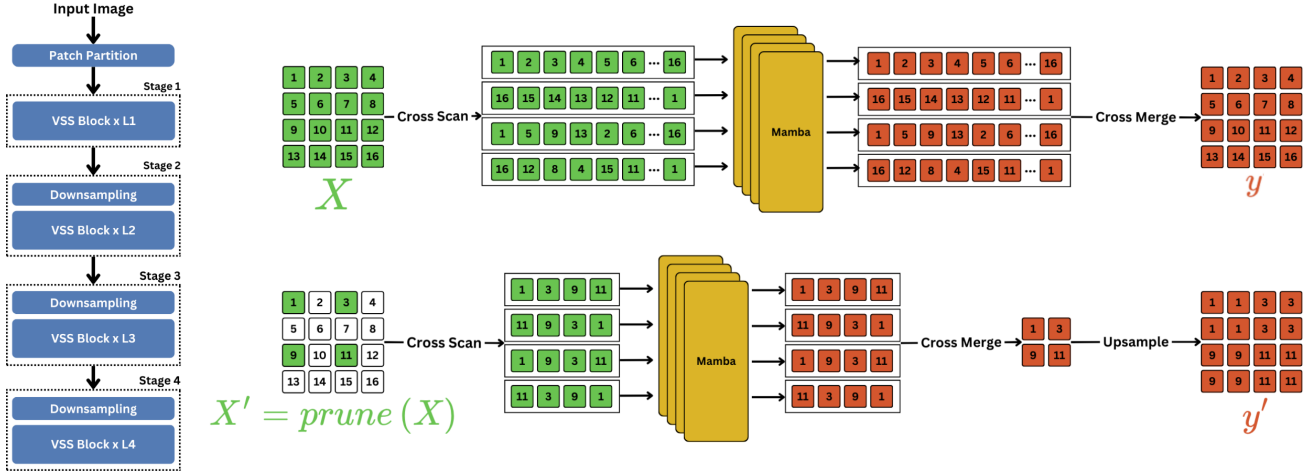 Input Image
Patch Partition
Stage 1
VSS Block x L1
Stage 2
Downsampling
VSS Block x L2
Stage 3
Downsampling
VSS Block x L3
Stage 4
Downsampling
VSS Block x L4
1 2 3 4
5 6 7 8
9 10 11 12
13 14 15 16
X
Cross Scan
1 2 3 4 5 6 ... 16
16 15 14 13 12 11 ... 1
1 5 9 13 2 6 ... 16
16 12 8 4 15 11 ... 1
Mamba
1 2 3 4 5 6 ... 16
16 15 14 13 12 11 ... 1
1 5 9 13 2 6 ... 16
16 12 8 4 15 11 ... 1
Cross Merge
1 2 3 4
5 6 7 8
9 10 11 12
13 14 15 16
y
1 2 3 4
5 6 7 8
9 10 11 12
13 14 15 16
X' = prune (X)
Cross Scan
1 3 9 11
11 9 3 1
1 9 3 11
11 3 9 1
Mamba
1 3 9 11
11 9 3 1
1 9 3 11
11 3 9 1
Cross Merge
1 3
9 11
Upsample
1 1 3 3
1 1 3 3
9 9 11 11
9 9 11 11
y'